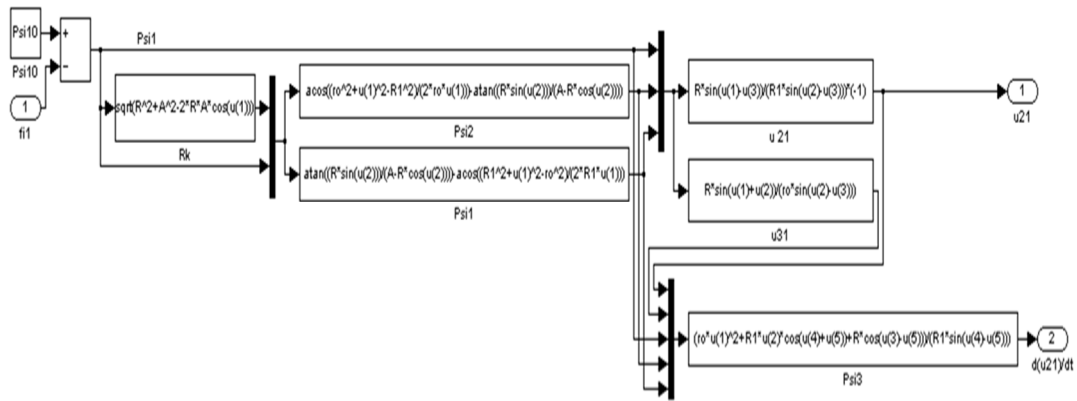 Psi10
Psi10
+
−
1
fi1
Psi1
sqrt(R^2+A^2-2*R*A*cos(u(1)))
Rk
acos((ro^2+u(1)^2-R1^2)/(2*ro*u(1)))-atan((R*sin(u(2)))/(A-R*cos(u(2))))
Psi2
atan((R*sin(u(2)))/(A-R*cos(u(2))))-acos((R1^2+u(1)^2-ro^2)/(2*R1*u(1)))
Psi1
R*sin(u(1)-u(3))/(R1*sin(u(2)-u(3)))*(-1)
u 21
R*sin(u(1)+u(2))/(ro*sin(u(2)-u(3)))
u31
1
u21
(ro*u(1)^2+R1*u(2)*cos(u(4)+u(5))+R*cos(u(3)-u(5)))/(R1*sin(u(4)-u(5)))
Psi3
2
d(u21)/dt